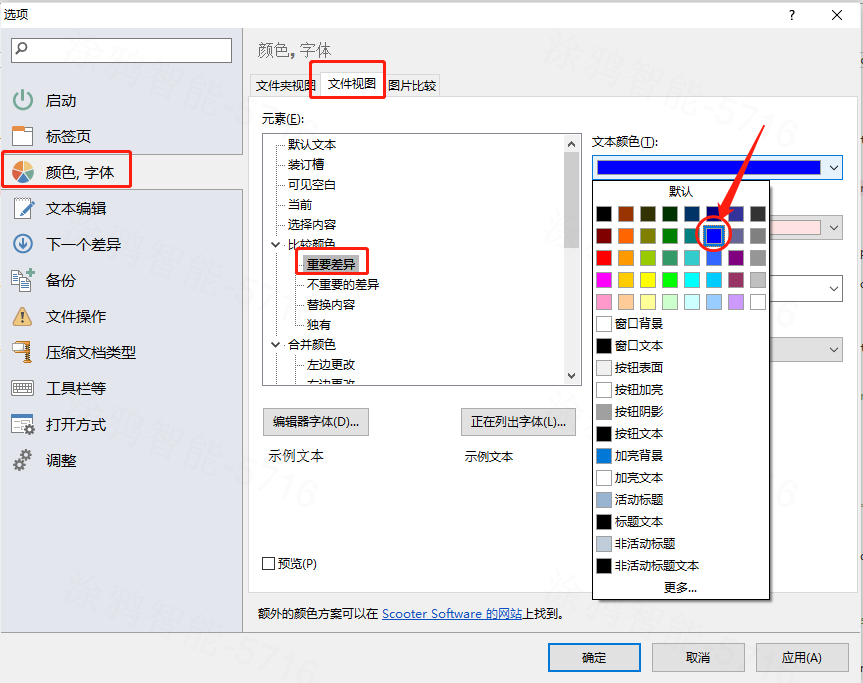 选项
?
启动
标签页
颜色, 字体
文本编辑
下一个差异
备份
文件操作
压缩文档类型
工具栏等
打开方式
调整
颜色, 字体
文件夹视图 文件视图 图片比较
元素(E):
默认文本
装订槽
可见空白
当前
选择内容
比较颜色
重要差异
不重要的差异
替换内容
独有
合并颜色
左边更改
左边更改
编辑器字体(D)... 正在列出字体(L)...
示例文本 示例文本
预览(P)
文本颜色(T):
默认
窗口背景
窗口文本
按钮表面
按钮加亮
按钮阴影
按钮文本
加亮背景
加亮文本
活动标题
标题文本
非活动标题
非活动标题文本
更多...
额外的颜色方案可以在 Scooter Software 的网站上找到。
确定 取消 应用(A)
涂鸦智能-5716